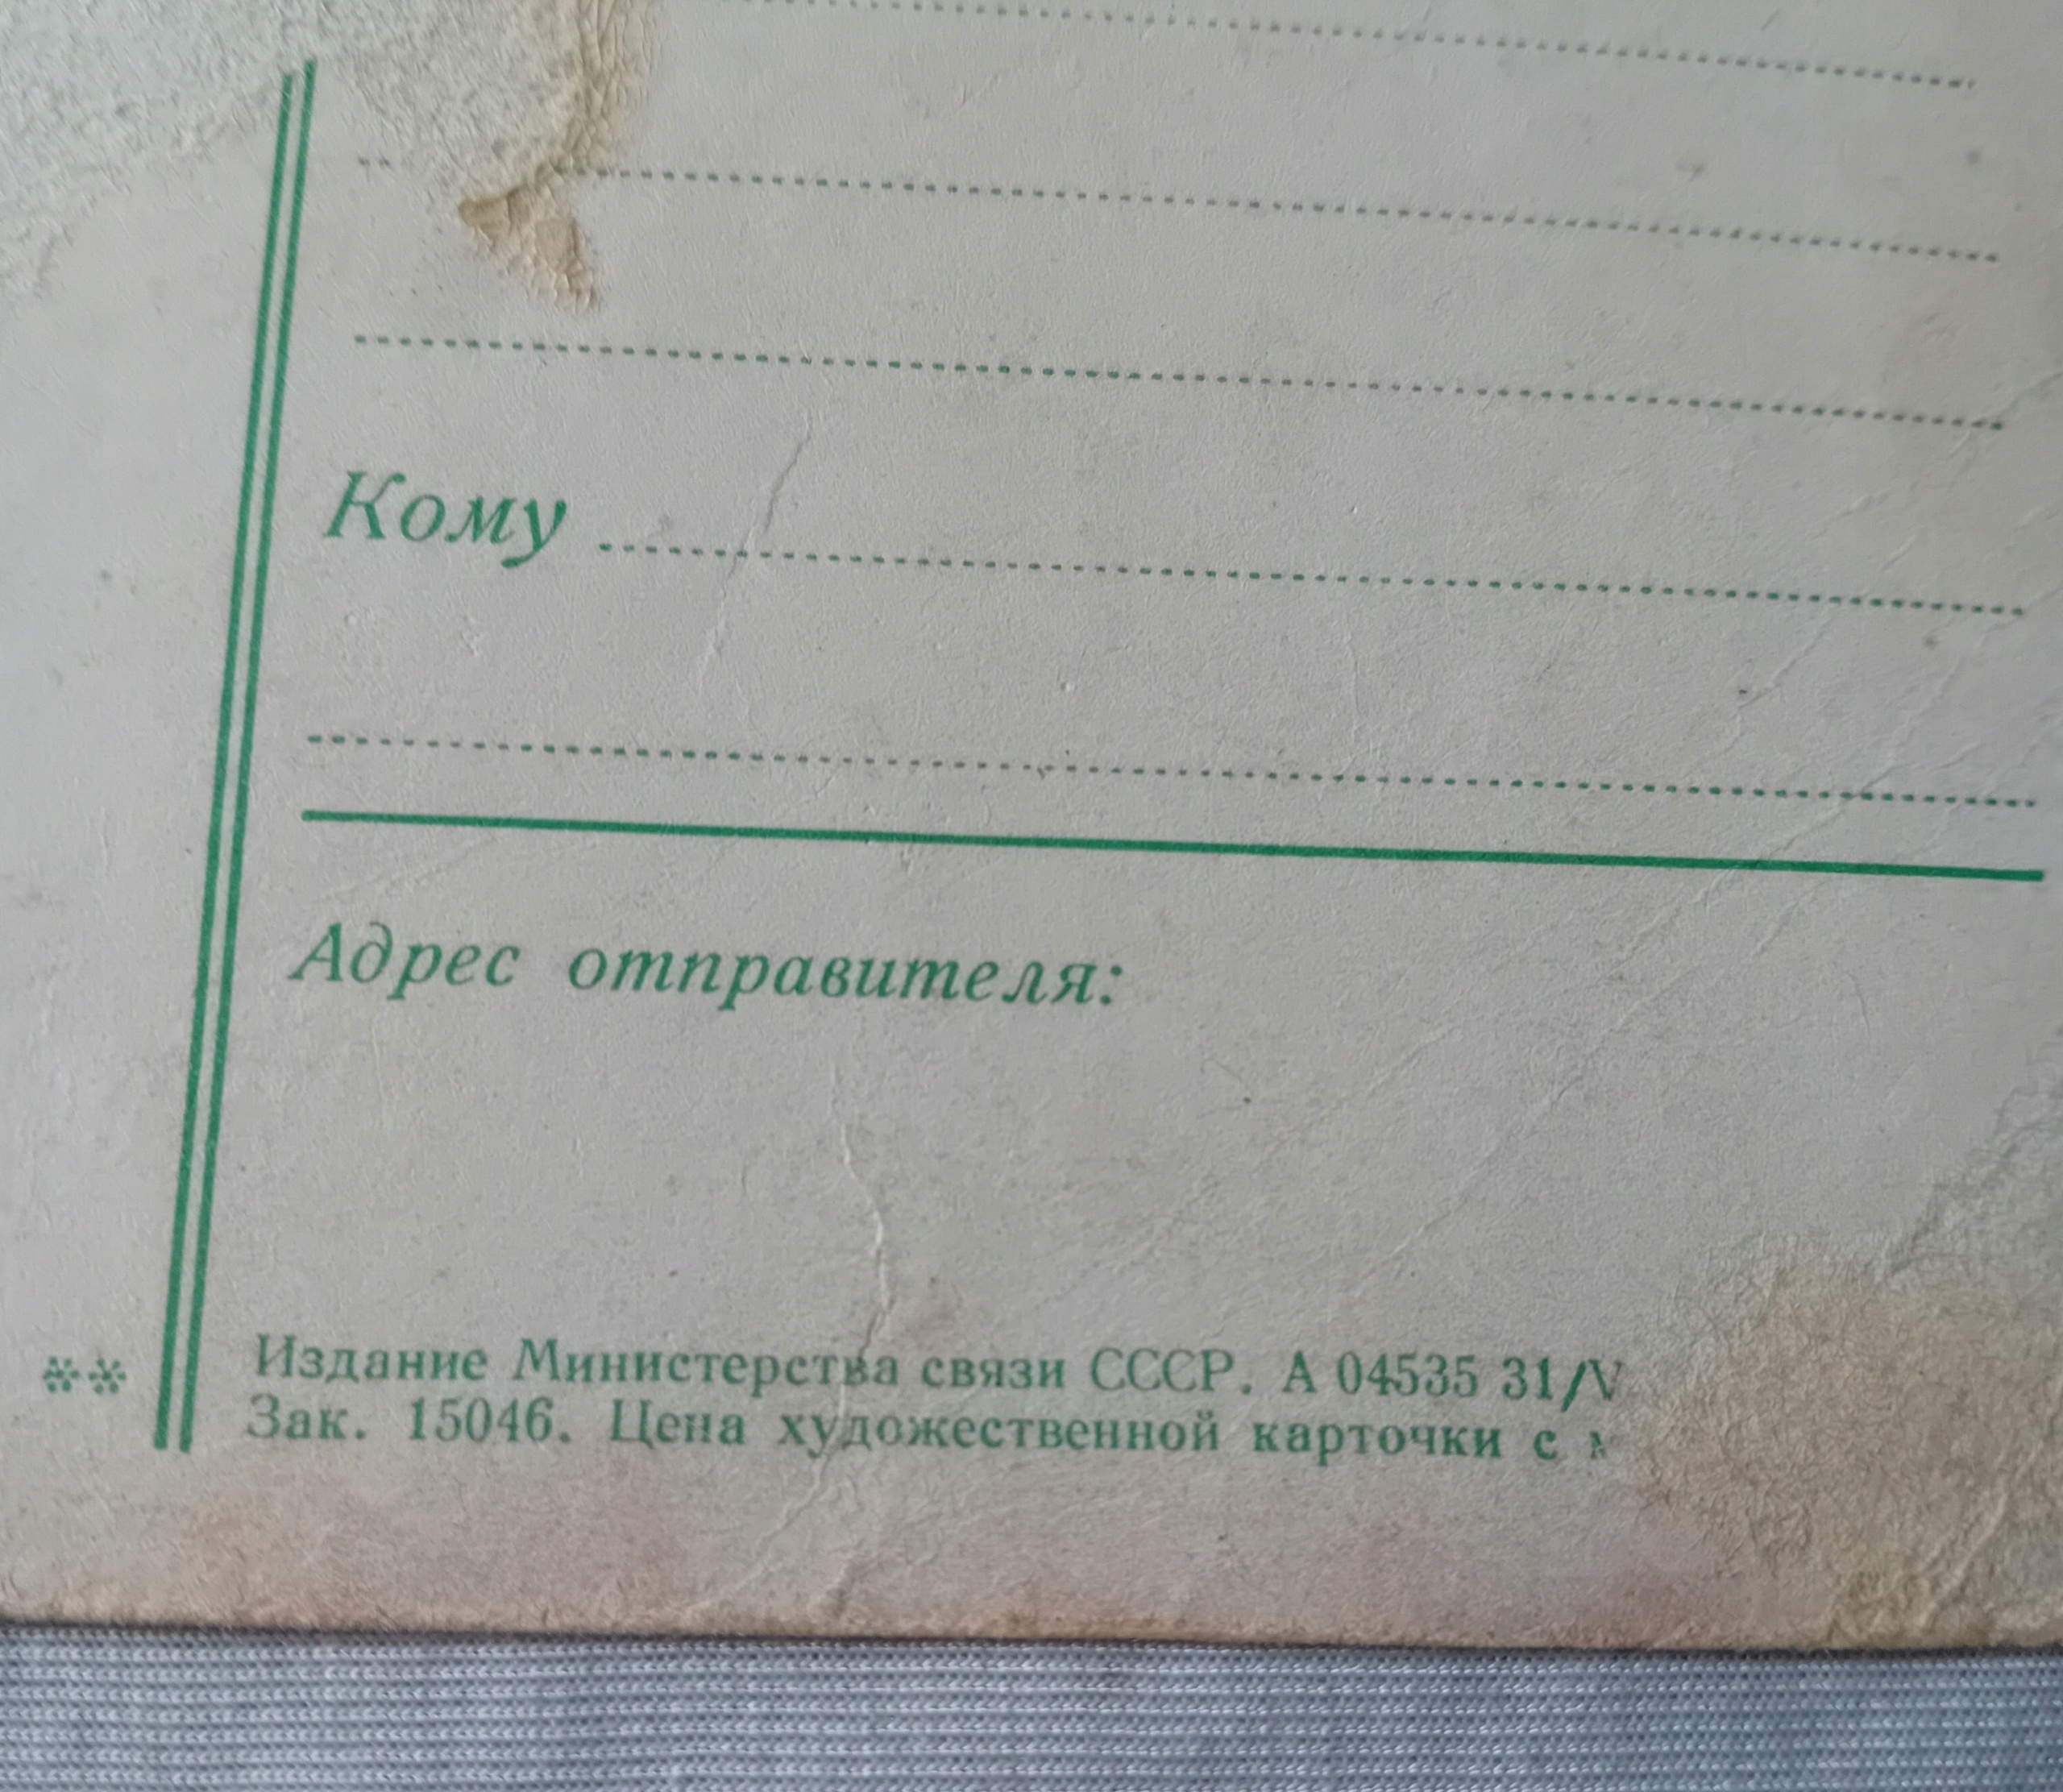 Кому
Адрес отправителя:
** Издание Министерства связи СССР. А 04535 31/V
Зак. 15046. Цена художественной карточки с